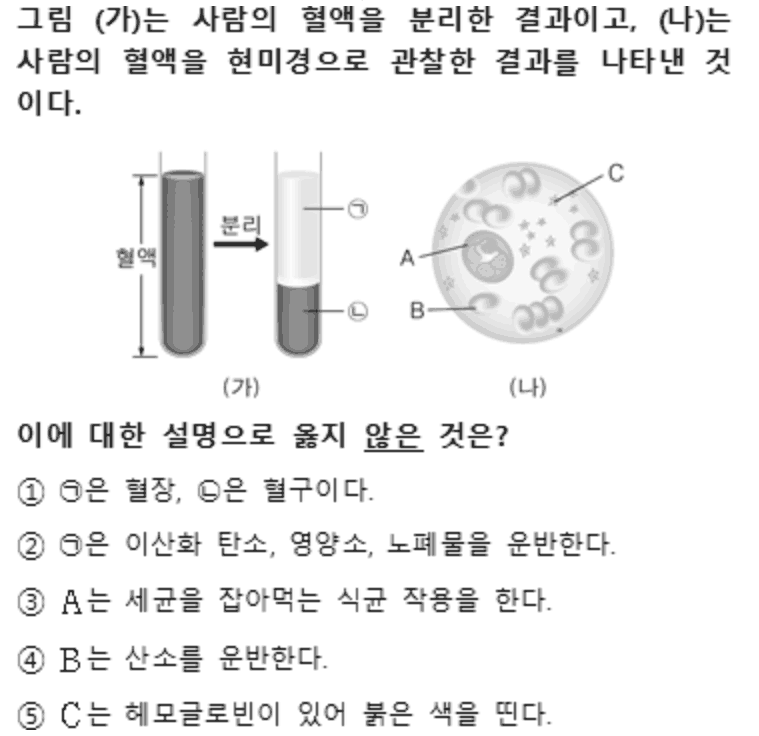 그림 (가)는 사람의 혈액을 분리한 결과이고, (나)는
사람의 혈액을 현미경으로 관찰한 결과를 나타낸 것
이다.
혈액
분리
㉠
㉡
(가)
A
B
C
(나)
이에 대한 설명으로 옳지 않은 것은?
① ㉠은 혈장, ㉡은 혈구이다.
② ㉠은 이산화 탄소, 영양소, 노폐물을 운반한다.
③ A는 세균을 잡아먹는 식균 작용을 한다.
④ B는 산소를 운반한다.
⑤ C는 헤모글로빈이 있어 붉은 색을 띤다.